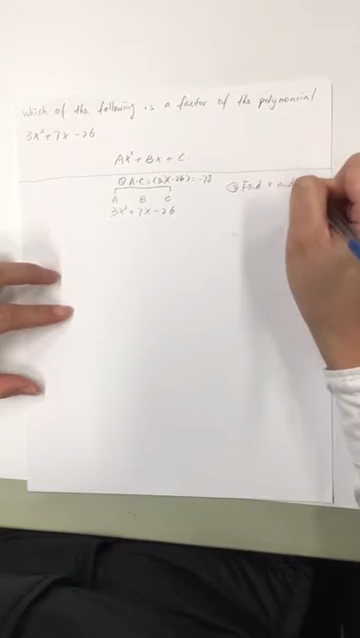 which of the following is a factor of the polynomial
3x² + 7x - 26
Ax² + Bx + C.
① A·C = (3)(-26) = -78
② Find x and
A B C
3x² + 7x - 26